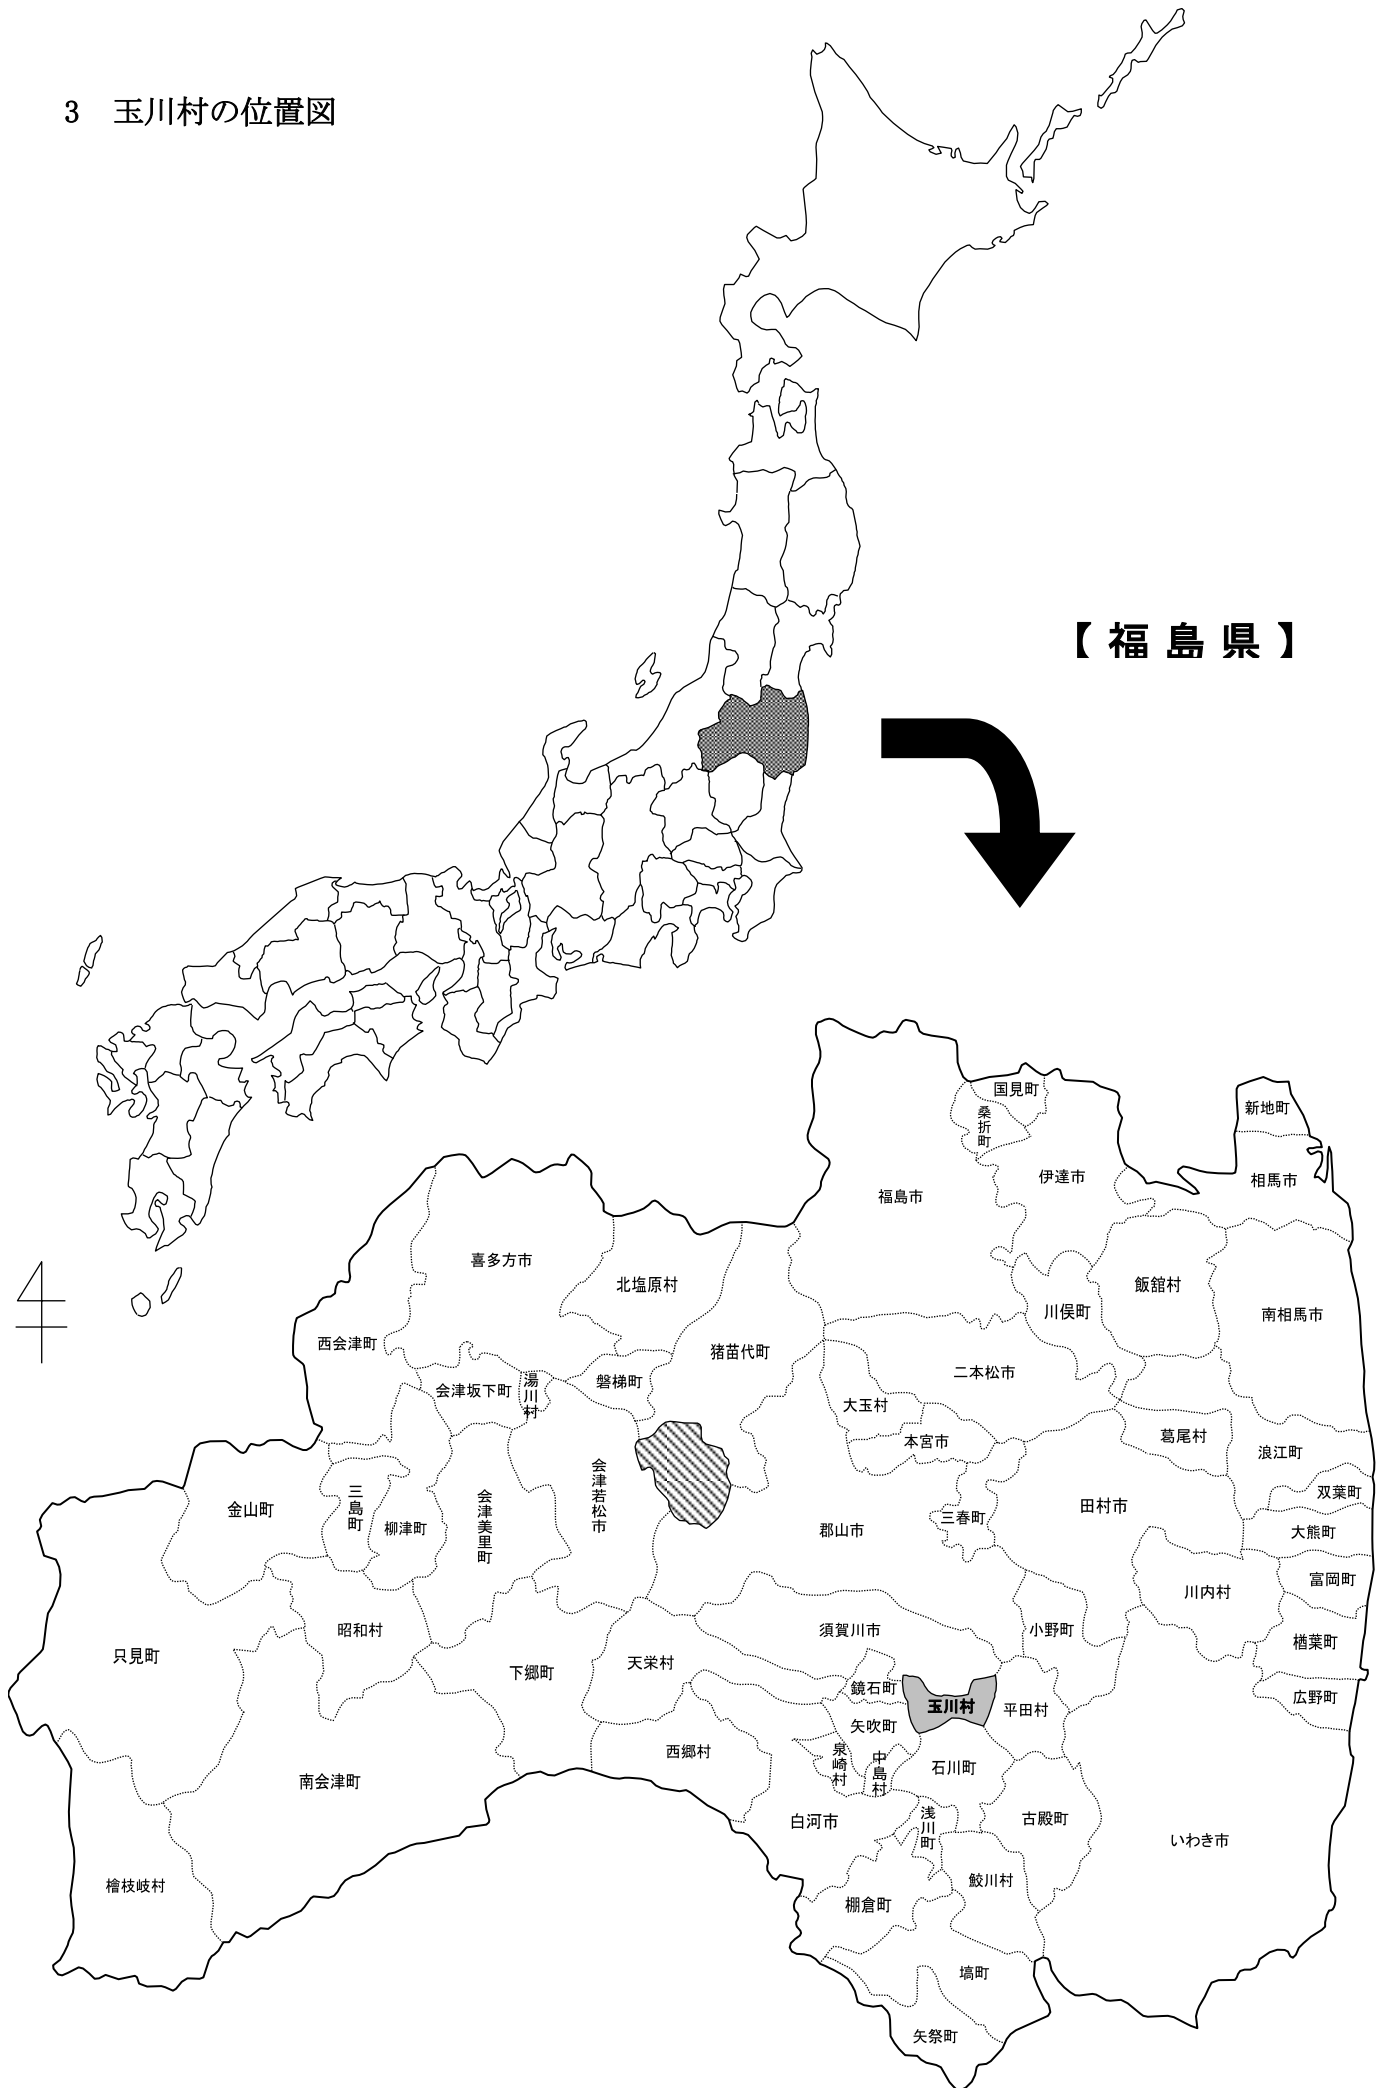 3　玉川村の位置図
【 福 島 県 】
国見町
桑折町
新地町
伊達市
相馬市
福島市
喜多方市
北塩原村
飯舘村
川俣町
南相馬市
西会津町
猪苗代町
二本松市
磐梯町
湯川村
会津坂下町
大玉村
葛尾村
本宮市
浪江町
双葉町
会津若松市
三島町
金山町
会津美里町
柳津町
田村市
三春町
郡山市
大熊町
富岡町
川内村
昭和村
須賀川市
小野町
楢葉町
只見町
天栄村
下郷町
鏡石町
玉川村
平田村
広野町
矢吹町
西郷村
泉崎村
中島村
石川町
南会津町
白河市
浅川町
古殿町
いわき市
檜枝岐村
鮫川村
棚倉町
塙町
矢祭町